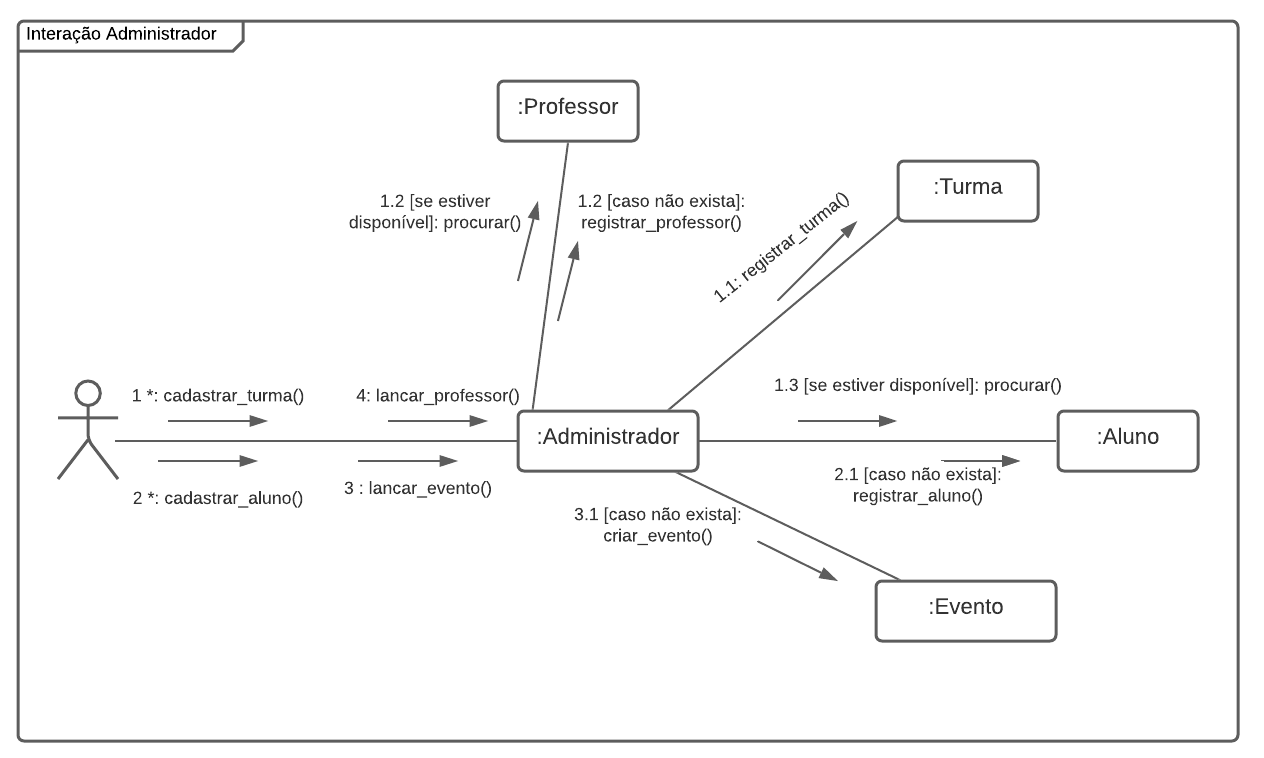 Interação Administrador
:Professor
:Turma
1.2 [se estiver
disponível]: procurar()
1.2 [caso não exista]:
registrar_professor()
1.1: registrar_turma()
1 *: cadastrar_turma()
4: lancar_professor()
1.3 [se estiver disponível]: procurar()
:Administrador
:Aluno
2 *: cadastrar_aluno()
3 : lancar_evento()
2.1 [caso não exista]:
registrar_aluno()
3.1 [caso não exista]:
criar_evento()
:Evento